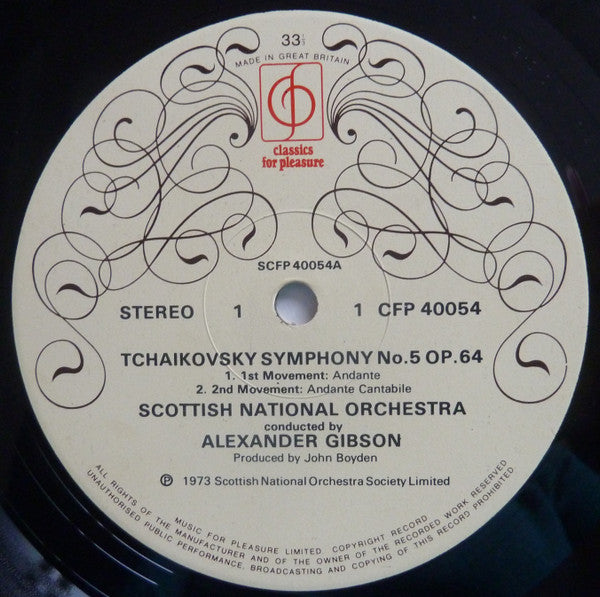 33⅓
MADE IN GREAT BRITAIN
classics
for pleasure
SCFP 40054A
STEREO 1 1 CFP 40054
TCHAIKOVSKY SYMPHONY No.5 OP.64
1. 1st Movement: Andante
2. 2nd Movement: Andante Cantabile
SCOTTISH NATIONAL ORCHESTRA
conducted by
ALEXANDER GIBSON
Produced by John Boyden
℗ 1973 Scottish National Orchestra Society Limited
MUSIC FOR PLEASURE LIMITED. COPYRIGHT RECORD
ALL RIGHTS OF THE MANUFACTURER AND OF THE OWNER OF THE RECORDED WORK RESERVED
UNAUTHORISED PUBLIC PERFORMANCE, BROADCASTING AND COPYING OF THIS RECORD PROHIBITED